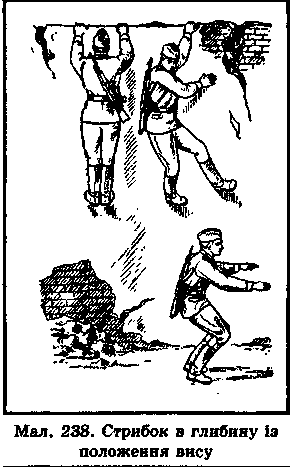 Мал. 238. Стрибок в глибину із
положення вису